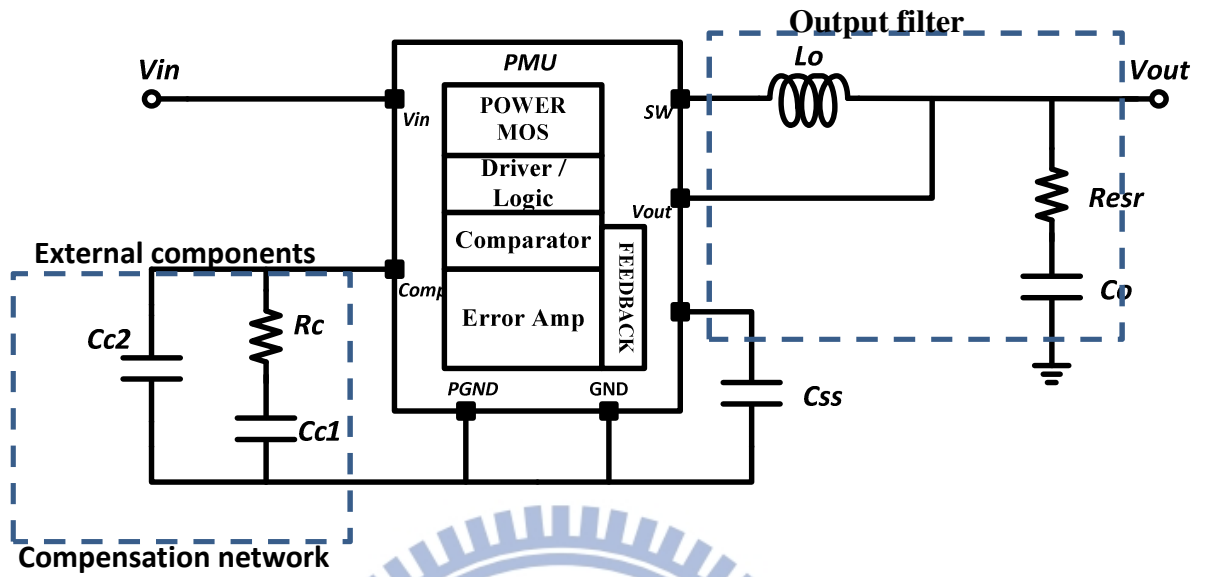 Output filter
Vin
PMU
Lo
Vout
Vin
POWER
MOS
SW
Driver /
Logic
Vout
Resr
Comparator
FEEDBACK
External components
Comp
Error Amp
Co
Cc2
Rc
PGND
GND
Css
Cc1
Compensation network